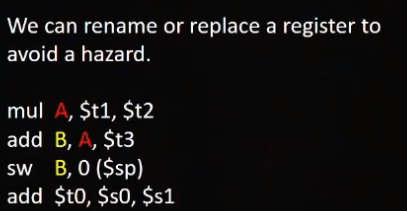 We can rename or replace a register to
avoid a hazard.
mul A, $t1, $t2
add B, A, $t3
sw B, 0 ($sp)
add $t0, $s0, $s1